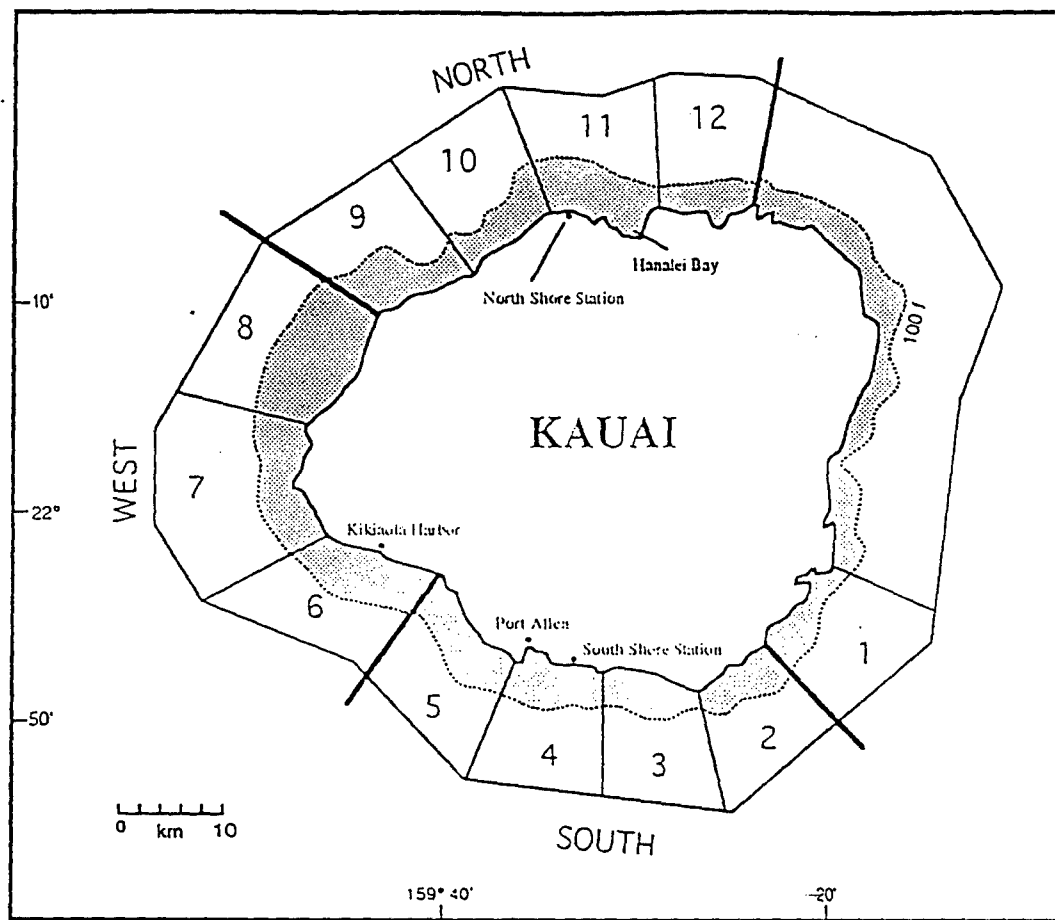 NORTH
11
12
10
9
Hanalei Bay
North Shore Station
10'
8
100 f
KAUAI
WEST
7
22°
Kikiaola Harbor
6
Port Allen
South Shore Station
1
5
50'
2
4
3
0 km 10
SOUTH
159° 40'
20'